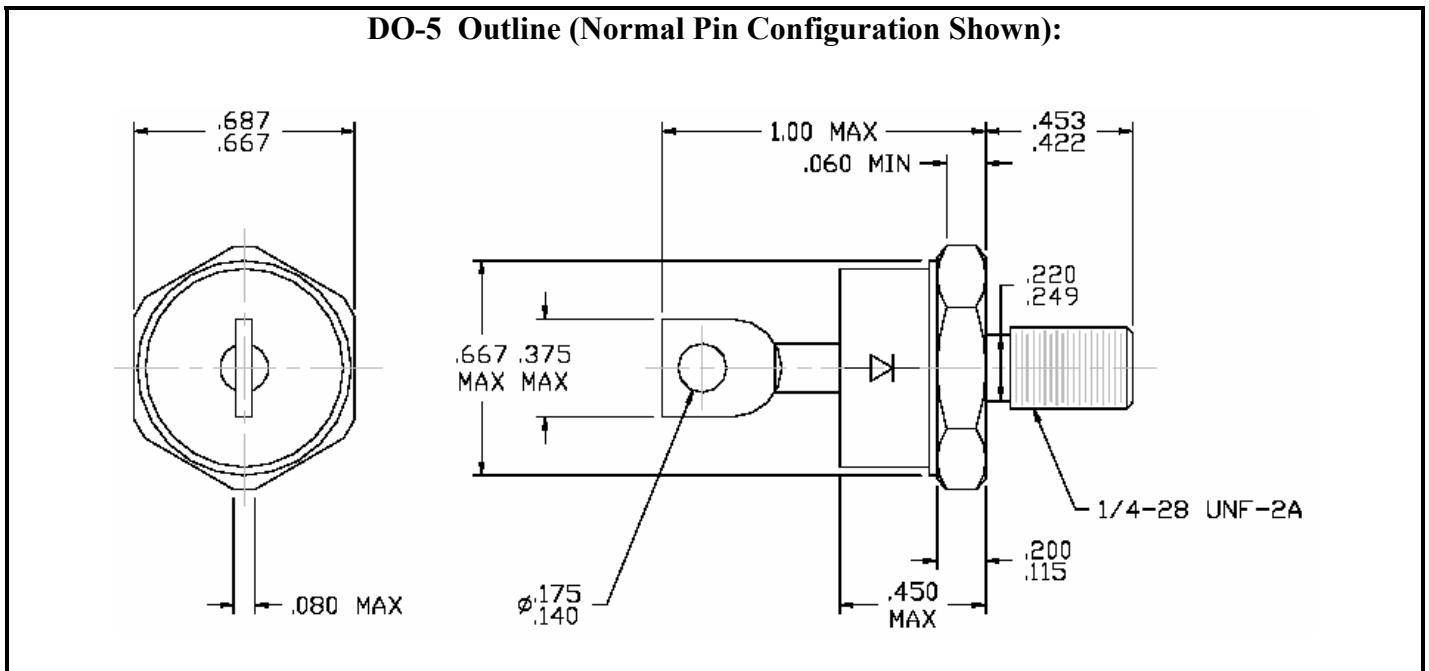 DO-5 Outline (Normal Pin Configuration Shown):
.687
.667
1.00 MAX
.453
.422
.060 MIN
.220
.249
.667 .375
MAX MAX
1/4-28 UNF-2A
.200
.115
ø.175
.140
.450
MAX
.080 MAX